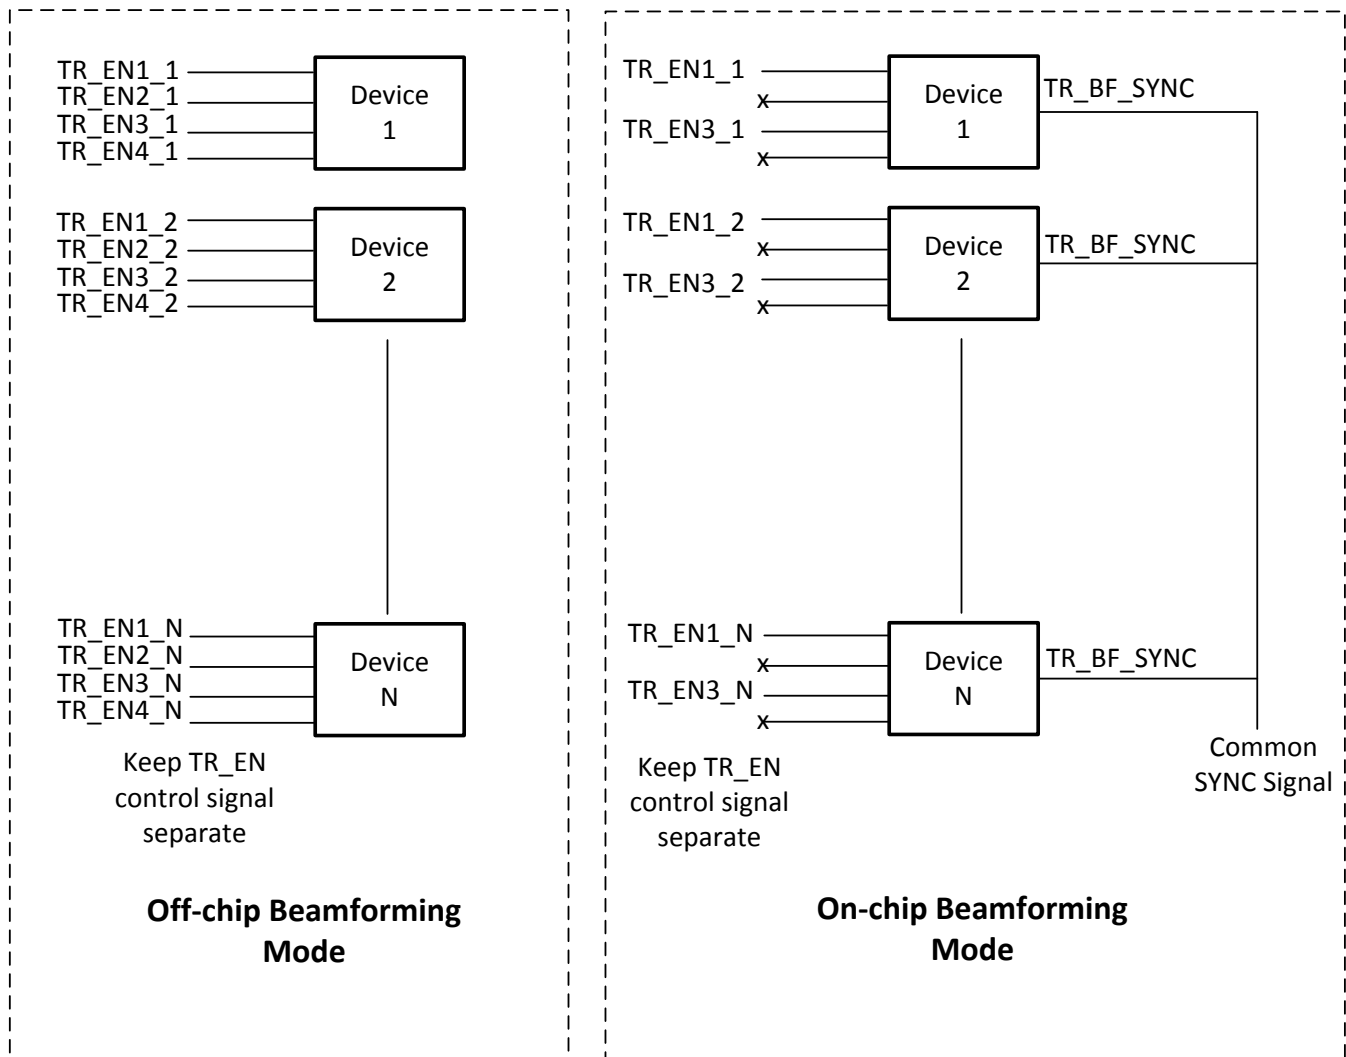 TR_EN1_1
TR_EN2_1
TR_EN3_1
TR_EN4_1
Device
1
TR_EN1_2
TR_EN2_2
TR_EN3_2
TR_EN4_2
Device
2
TR_EN1_N
TR_EN2_N
TR_EN3_N
TR_EN4_N
Device
N
Keep TR_EN
control signal
separate
Off-chip Beamforming
Mode
TR_EN1_1
x
TR_EN3_1
x
Device
1
TR_BF_SYNC
TR_EN1_2
x
TR_EN3_2
x
Device
2
TR_BF_SYNC
TR_EN1_N
x
TR_EN3_N
x
Device
N
TR_BF_SYNC
Common
SYNC Signal
Keep TR_EN
control signal
separate
On-chip Beamforming
Mode